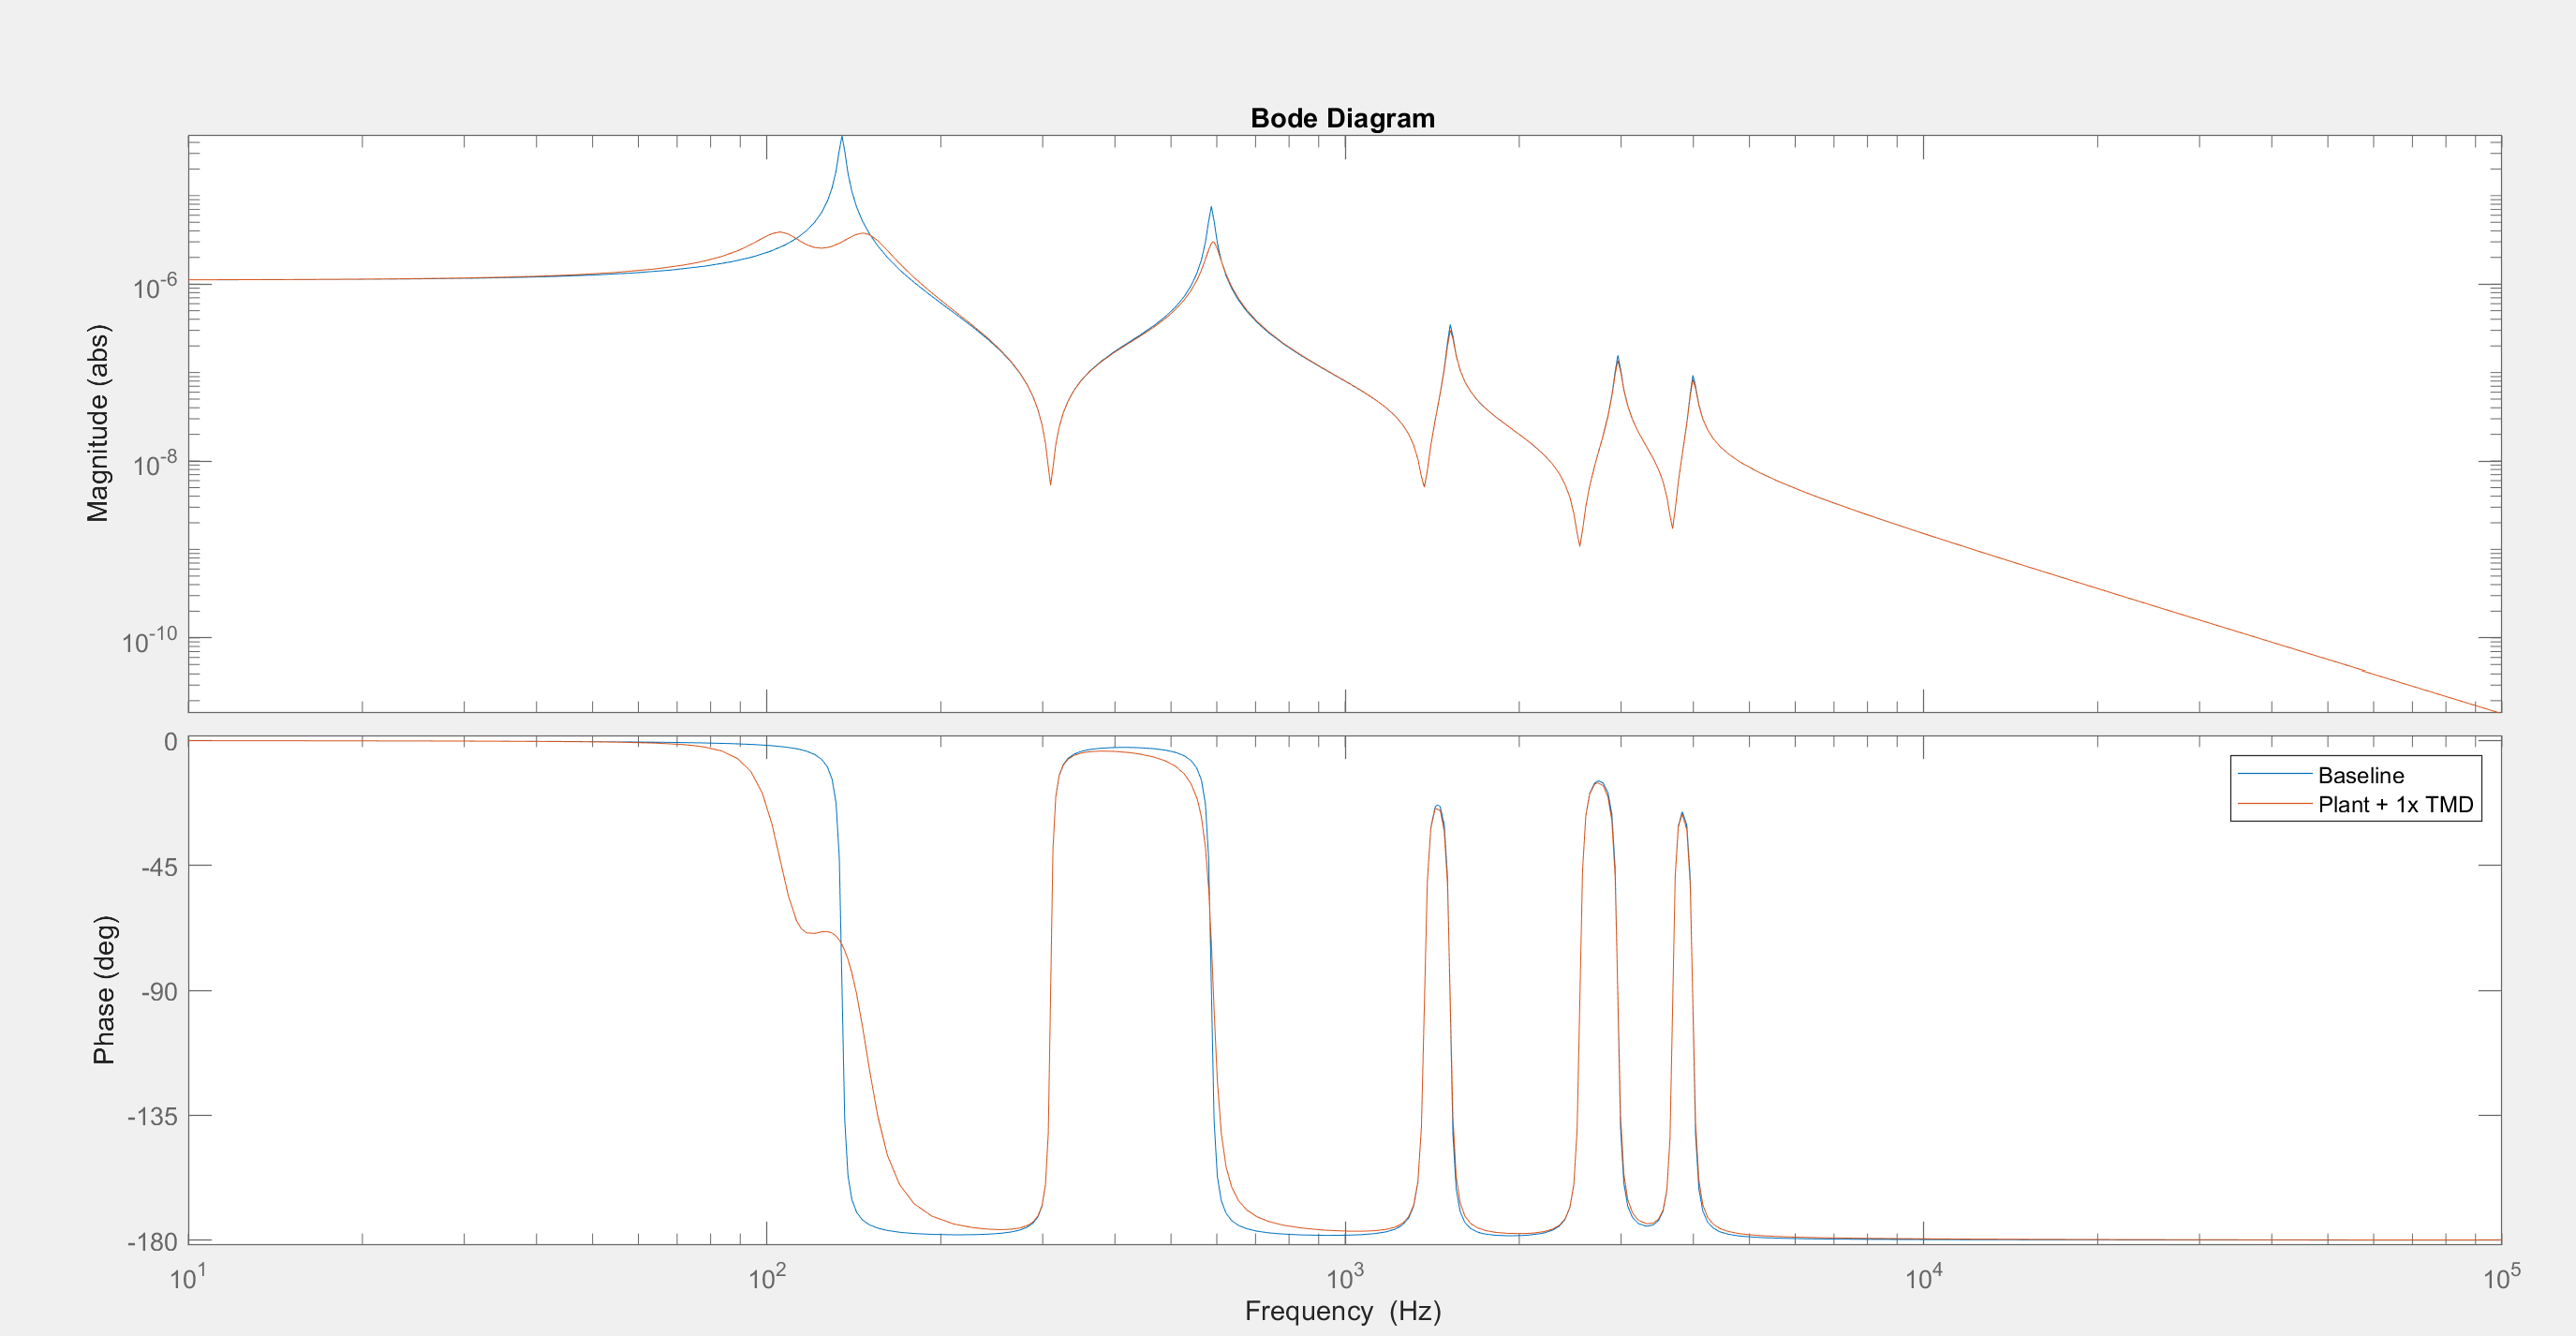 Bode Diagram
Magnitude (abs)
10^-6
10^-8
10^-10
Phase (deg)
0
-45
-90
-135
-180
Baseline
Plant + 1x TMD
10^1 10^2 10^3 10^4 10^5
Frequency (Hz)